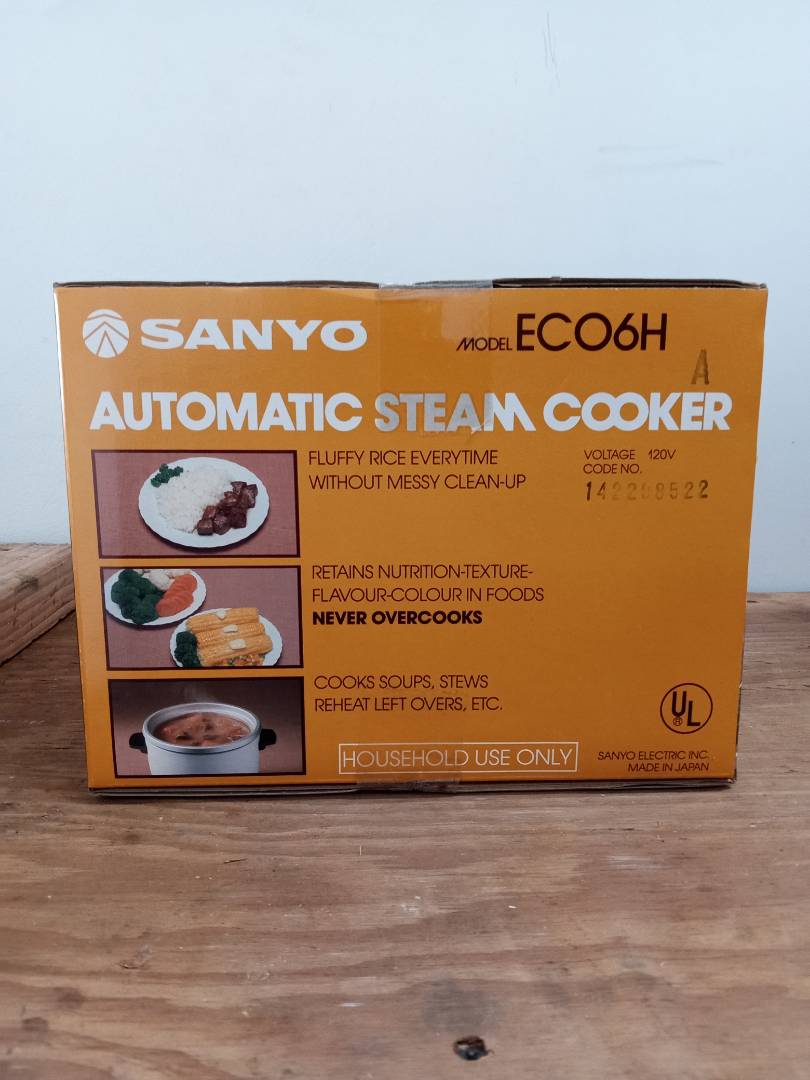 SANYO
MODEL ECO6H
A
AUTOMATIC STEAM COOKER
FLUFFY RICE EVERYTIME
WITHOUT MESSY CLEAN-UP
VOLTAGE 120V
CODE NO.
142208522
RETAINS NUTRITION-TEXTURE-
FLAVOUR-COLOUR IN FOODS
NEVER OVERCOOKS
COOKS SOUPS, STEWS
REHEAT LEFT OVERS, ETC.
UL
®
HOUSEHOLD USE ONLY
SANYO ELECTRIC INC.
MADE IN JAPAN